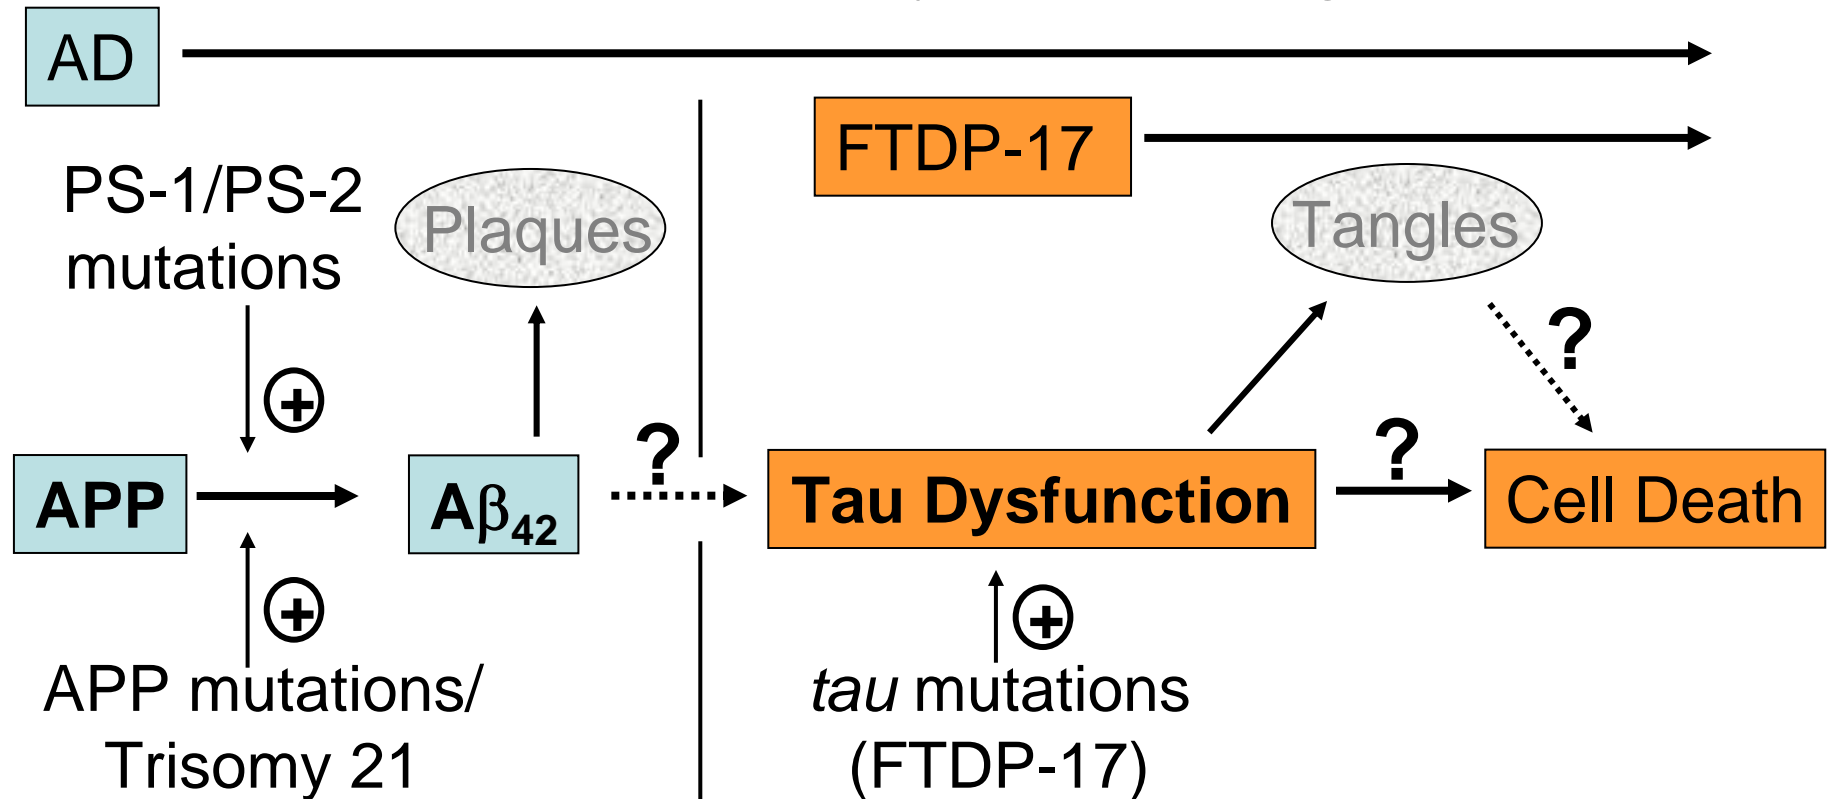 AD
FTDP-17
PS-1/PS-2
mutations
Plaques
Tangles
?
+
?
?
APP
Aβ42
Tau Dysfunction
Cell Death
+
+
APP mutations/
Trisomy 21
tau mutations
(FTDP-17)